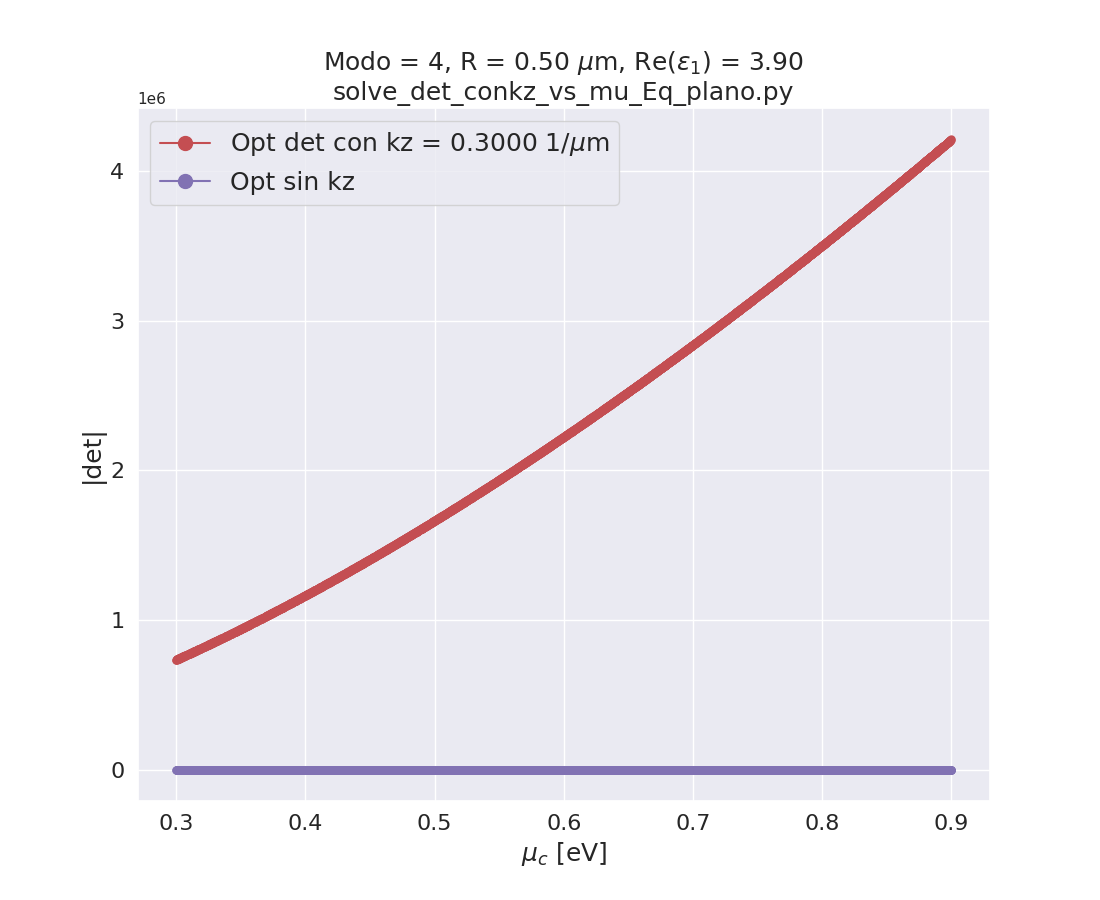 Modo = 4, R = 0.50 μm, Re(ε₁) = 3.90
solve_det_conkz_vs_mu_Eq_plano.py
1e6
Opt det con kz = 0.3000 1/μm
Opt sin kz
4
3
2
1
0
|det|
0.3 0.4 0.5 0.6 0.7 0.8 0.9
μ_c [eV]